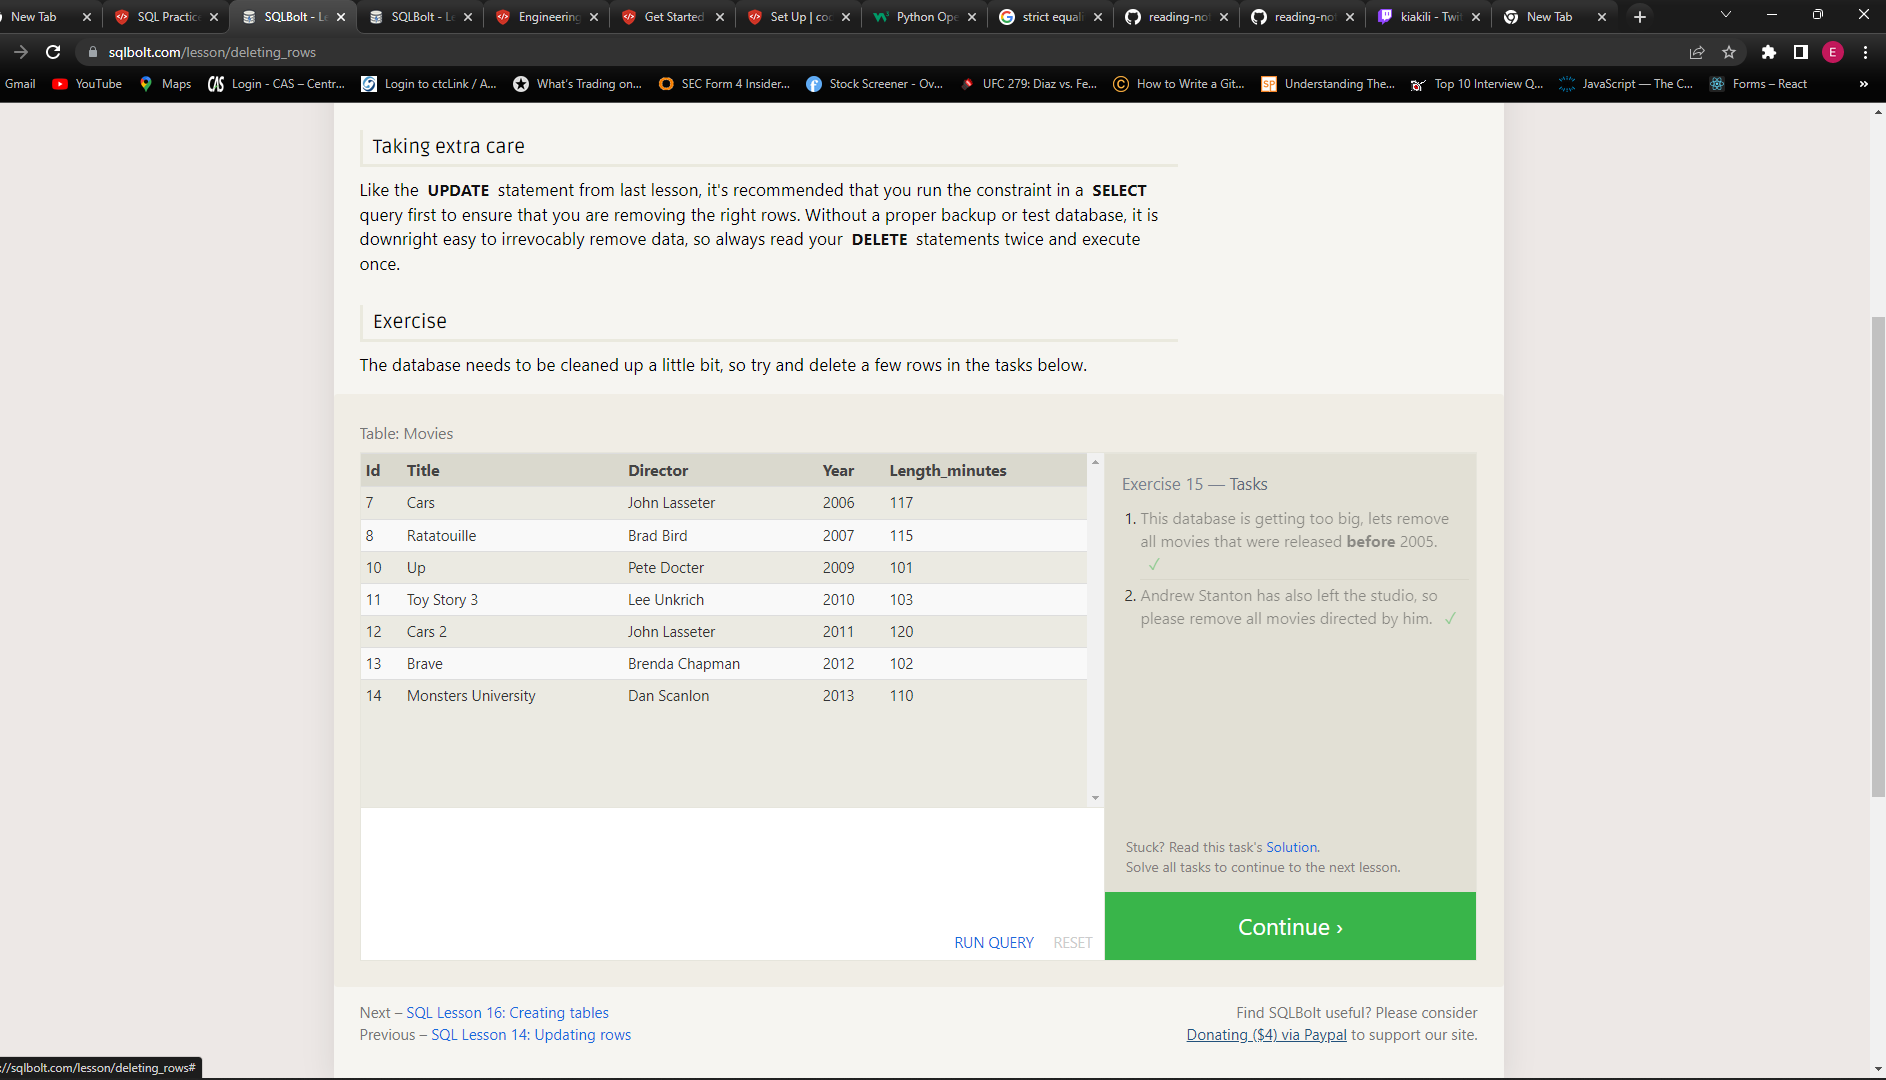 New Tab
SQL Practice
SQLBolt - Le
SQLBolt - Le
Engineering
Get Started
Set Up | coc
Python Ope
strict equali
reading-not
reading-not
kiakili - Twit
New Tab
sqlbolt.com/lesson/deleting_rows
E
Gmail
YouTube
Maps
Login - CAS – Centr...
Login to ctcLink / A...
What's Trading on...
SEC Form 4 Insider...
Stock Screener - Ov...
UFC 279: Diaz vs. Fe...
How to Write a Git...
Understanding The...
Top 10 Interview Q...
JavaScript — The C...
Forms – React
»
Taking extra care
Like the UPDATE statement from last lesson, it's recommended that you run the constraint in a SELECT
query first to ensure that you are removing the right rows. Without a proper backup or test database, it is
downright easy to irrevocably remove data, so always read your DELETE statements twice and execute
once.
Exercise
The database needs to be cleaned up a little bit, so try and delete a few rows in the tasks below.
Table: Movies
Id Title Director Year Length_minutes
7 Cars John Lasseter 2006 117
8 Ratatouille Brad Bird 2007 115
10 Up Pete Docter 2009 101
11 Toy Story 3 Lee Unkrich 2010 103
12 Cars 2 John Lasseter 2011 120
13 Brave Brenda Chapman 2012 102
14 Monsters University Dan Scanlon 2013 110
RUN QUERY RESET
Exercise 15 — Tasks
1. This database is getting too big, lets remove
all movies that were released before 2005.
✓
2. Andrew Stanton has also left the studio, so
please remove all movies directed by him. ✓
Stuck? Read this task's Solution.
Solve all tasks to continue to the next lesson.
Continue ›
Next – SQL Lesson 16: Creating tables
Previous – SQL Lesson 14: Updating rows
Find SQLBolt useful? Please consider
Donating ($4) via Paypal to support our site.
://sqlbolt.com/lesson/deleting_rows#